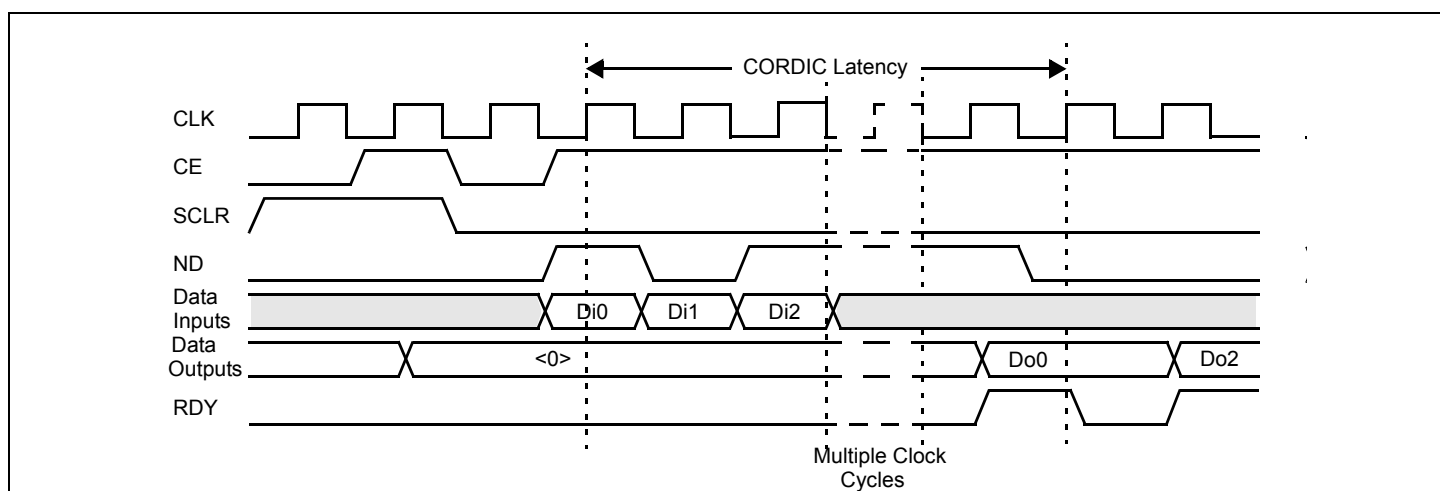 CORDIC Latency
CLK
CE
SCLR
ND
Data
Inputs
Di0 Di1 Di2
Data
Outputs
<0> Do0 Do2
RDY
Multiple Clock
Cycles